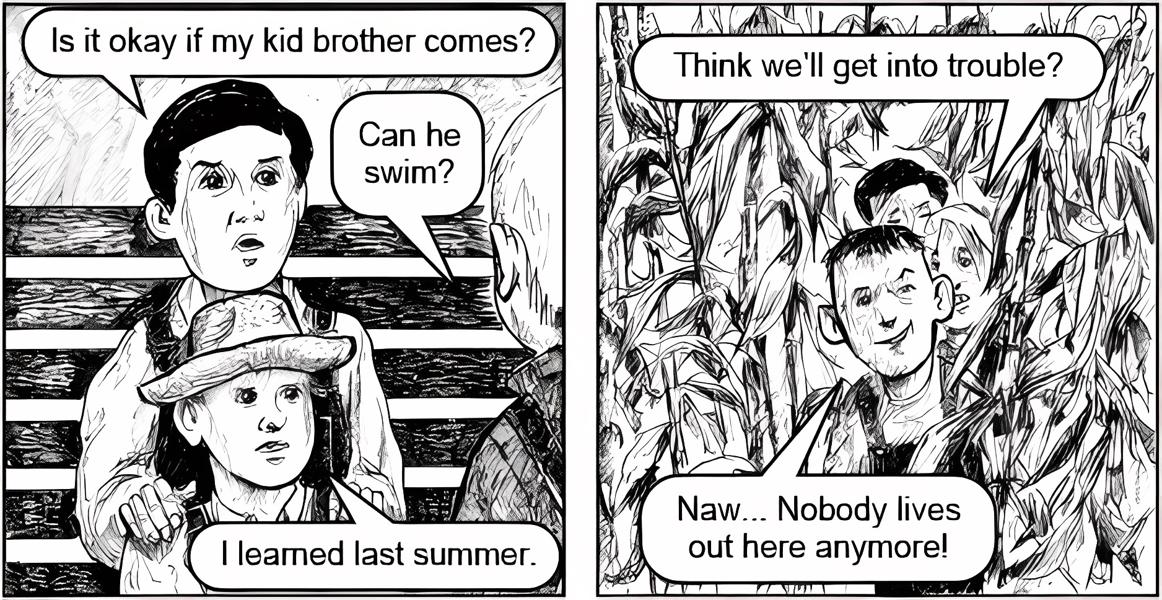 Is it okay if my kid brother comes?
Can he
swim?
I learned last summer.
Think we'll get into trouble?
Naw... Nobody lives
out here anymore!